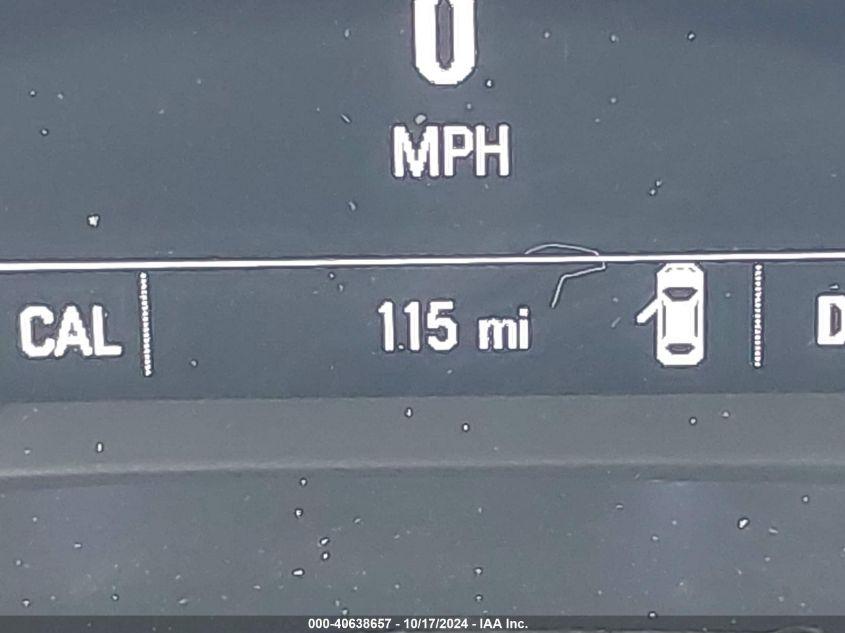 0
MPH
CAL 115 mi
000-40638657 - 10/17/2024 - IAA Inc.